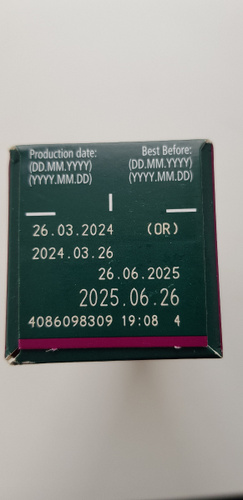 Production date: Best Before:
(DD.MM.YYYY) (DD.MM.YYYY)
(YYYY.MM.DD) (YYYY.MM.DD)
26.03.2024 (OR)
2024.03.26
26.06.2025
2025.06.26
4086098309 19:08 4